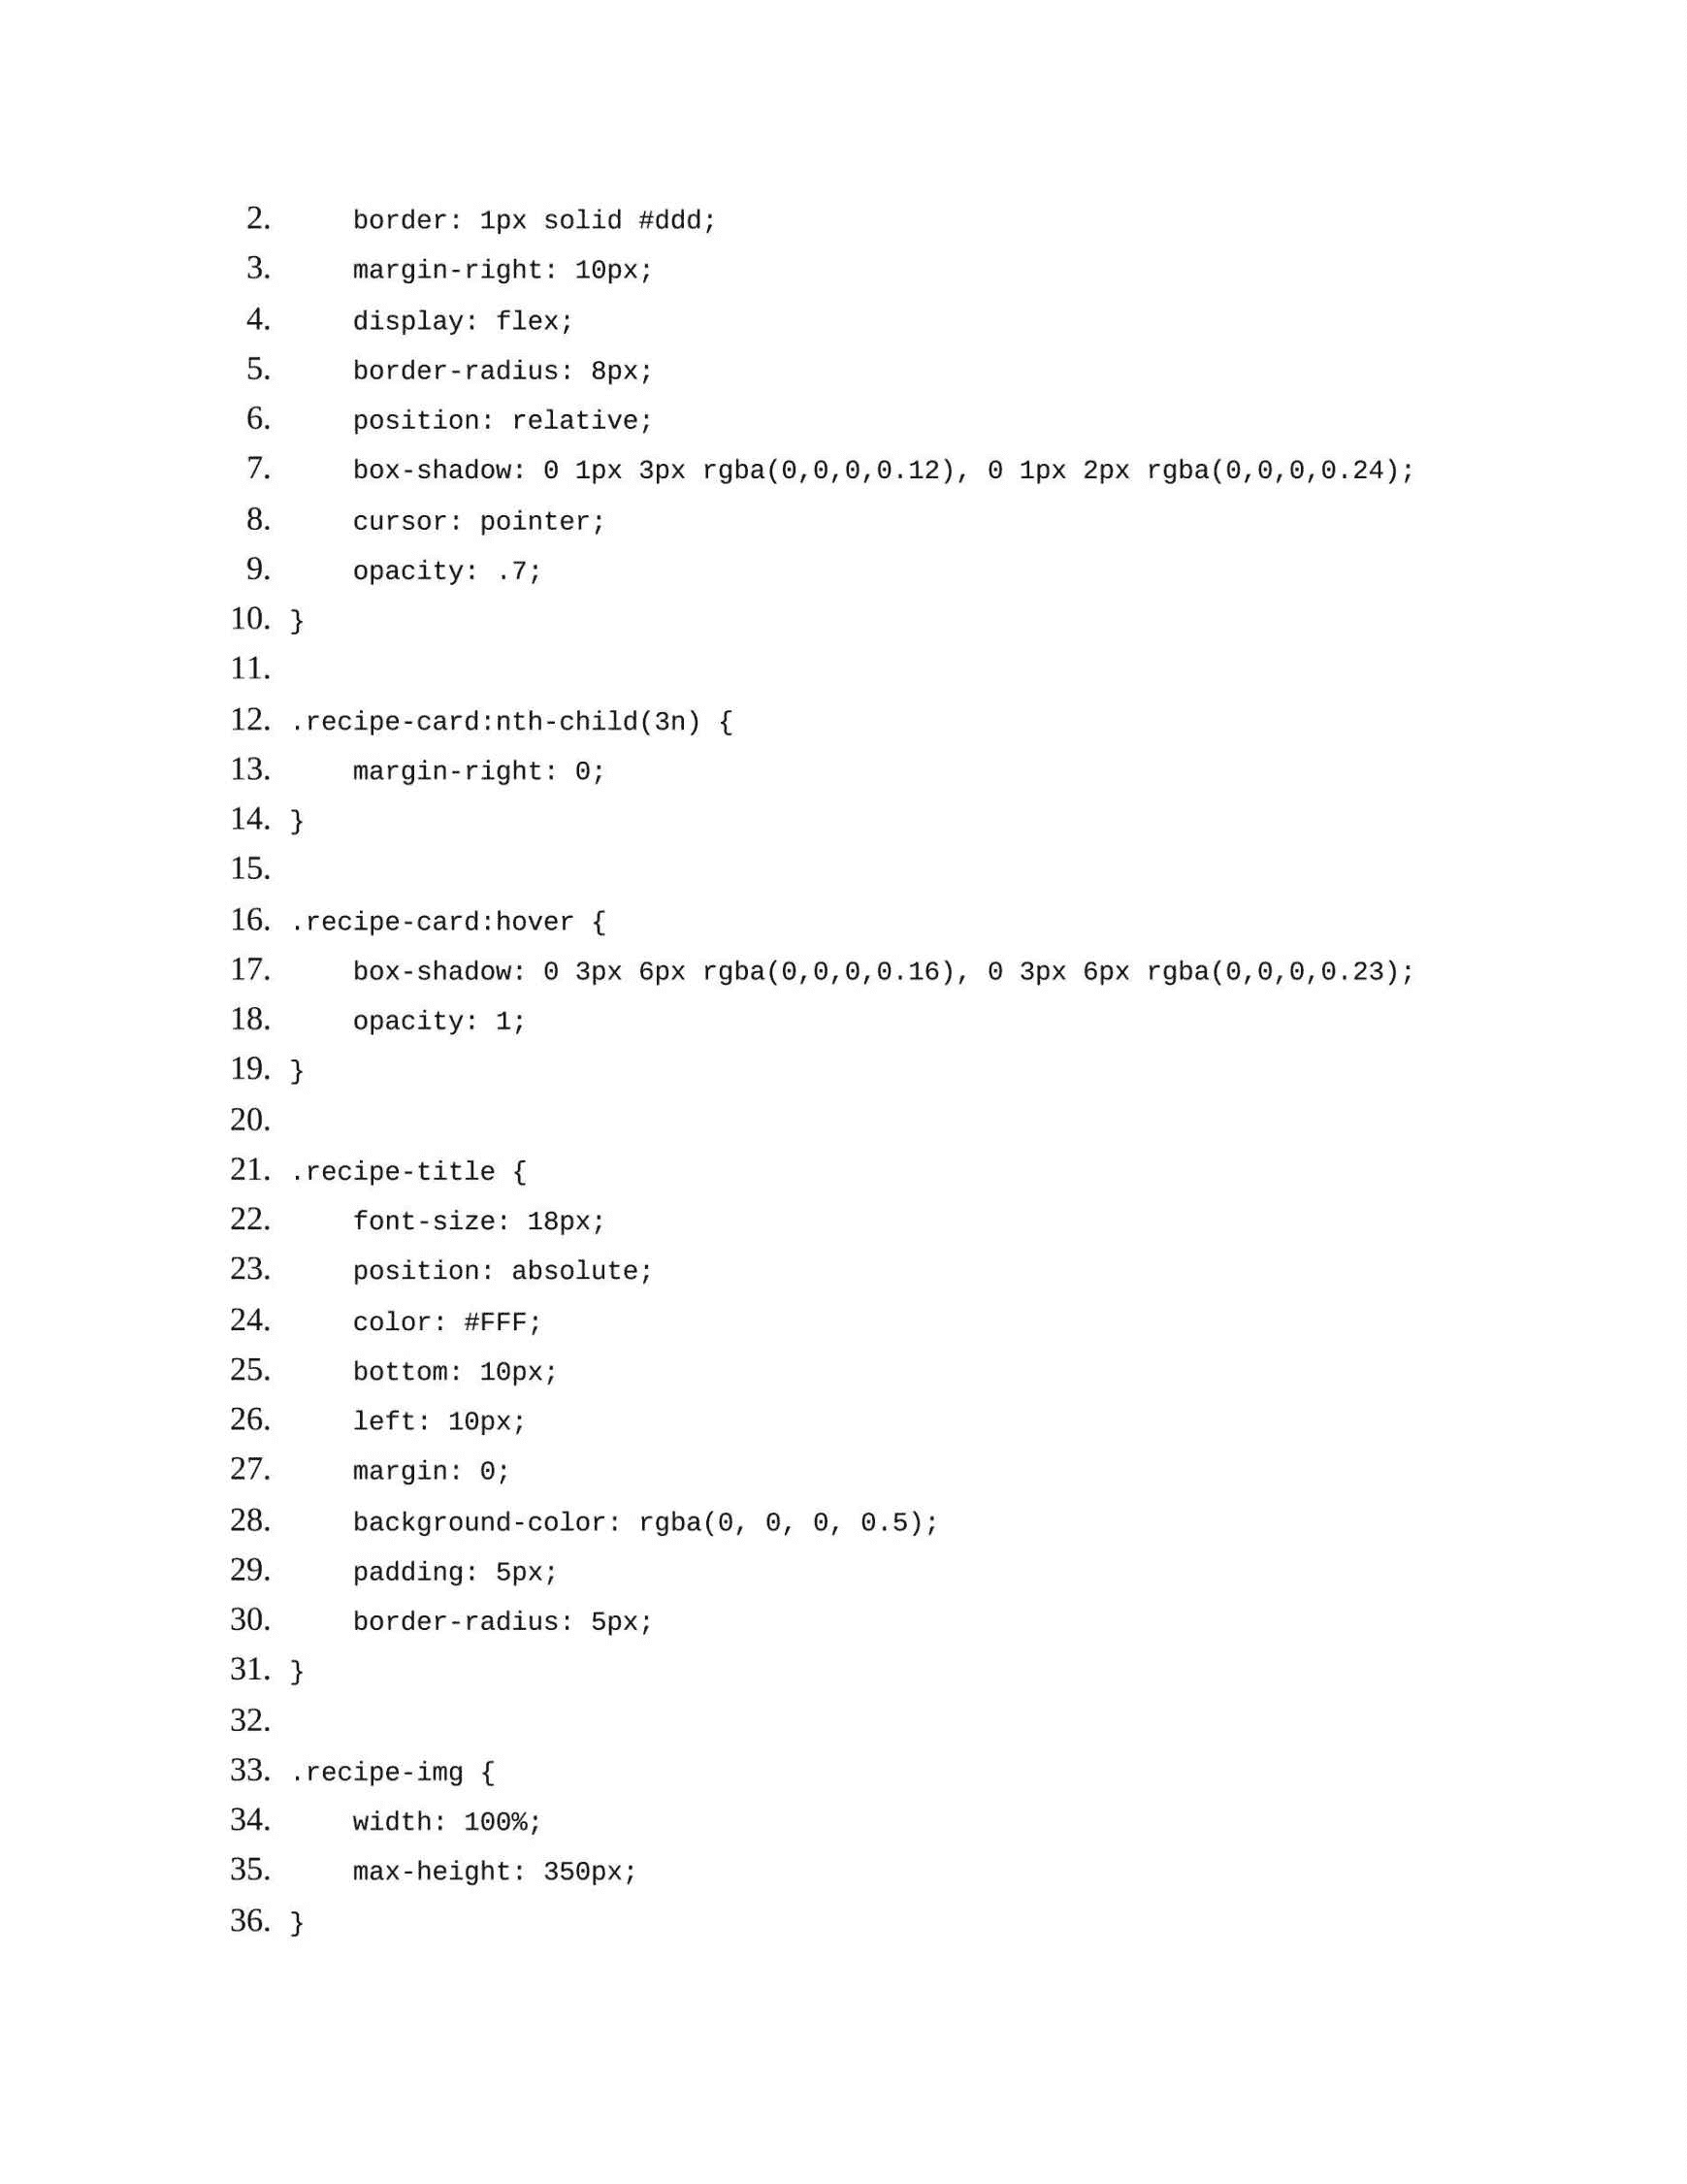 2.     border: 1px solid #ddd;
3.     margin-right: 10px;
4.     display: flex;
5.     border-radius: 8px;
6.     position: relative;
7.     box-shadow: 0 1px 3px rgba(0,0,0,0.12), 0 1px 2px rgba(0,0,0,0.24);
8.     cursor: pointer;
9.     opacity: .7;
10. }
11.
12. .recipe-card:nth-child(3n) {
13.     margin-right: 0;
14. }
15.
16. .recipe-card:hover {
17.     box-shadow: 0 3px 6px rgba(0,0,0,0.16), 0 3px 6px rgba(0,0,0,0.23);
18.     opacity: 1;
19. }
20.
21. .recipe-title {
22.     font-size: 18px;
23.     position: absolute;
24.     color: #FFF;
25.     bottom: 10px;
26.     left: 10px;
27.     margin: 0;
28.     background-color: rgba(0, 0, 0, 0.5);
29.     padding: 5px;
30.     border-radius: 5px;
31. }
32.
33. .recipe-img {
34.     width: 100%;
35.     max-height: 350px;
36. }